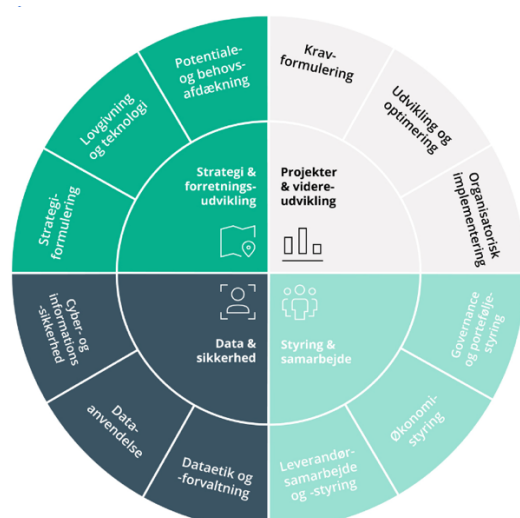 Potentiale-
og behovs-
afdækning
Krav-
formulering
Lovgivning
og teknologi
Udvikling og
optimering
Strategi-
formulering
Strategi &
forretnings-
udvikling
Projekter
& videre-
udvikling
Organisatorisk
implementering
Cyber- og
informations
-sikkerhed
Data &
sikkerhed
Styring &
samarbejde
Governance
og portefølje-
styring
Data-
anvendelse
Økonomi-
styring
Dataetik og
-forvaltning
Leverandør-
samarbejde
og -styring